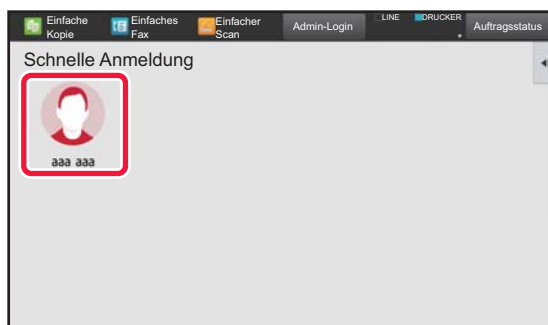 Einfache
Kopie
Einfaches
Fax
Einfacher
Scan
Admin-Login
LINE
DRUCKER
Auftragsstatus
Schnelle Anmeldung
aaa aaa